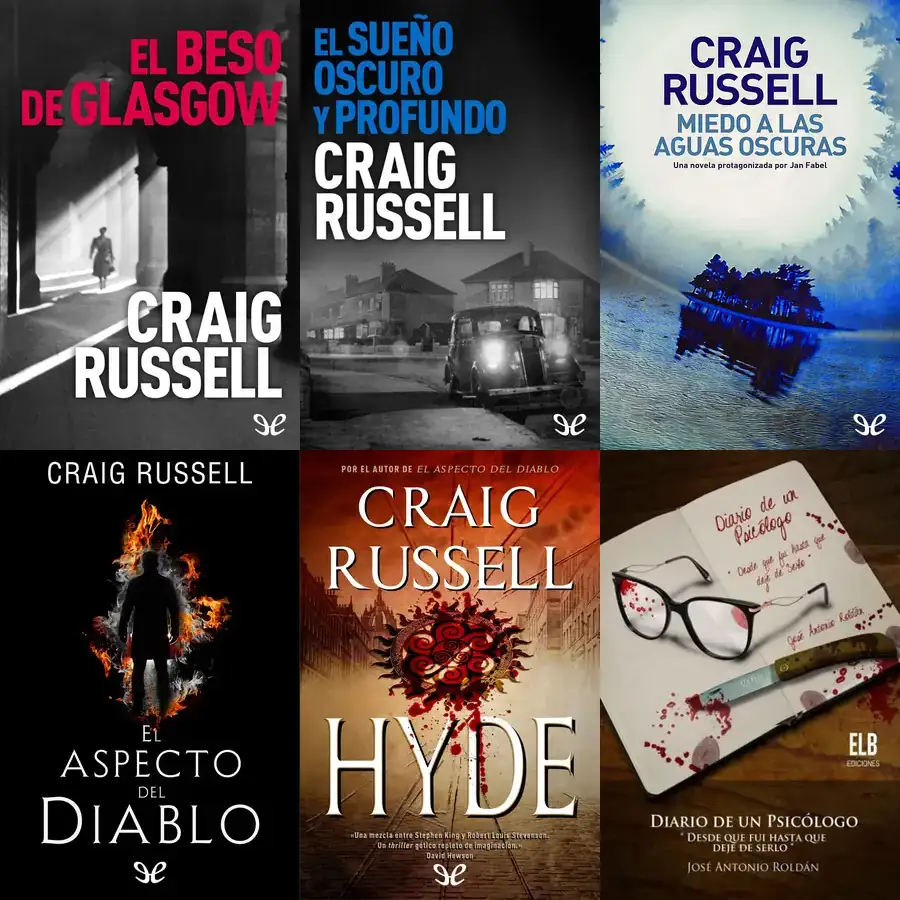 EL BESO
DE GLASGOW
CRAIG
RUSSELL
EL SUEÑO
OSCURO
Y PROFUNDO
CRAIG
RUSSELL
CRAIG
RUSSELL
MIEDO A LAS
AGUAS OSCURAS
Una novela protagonizada por Jan Fabel
CRAIG RUSSELL
EL
ASPECTO
DEL
DIABLO
POR EL AUTOR DE EL ASPECTO DEL DIABLO
CRAIG
RUSSELL
HYDE
«Una mezcla entre Stephen King y Robert Louis Stevenson.
Un thriller gótico repleto de imaginación.»
David Hewson
Diario de un
Psicólogo
"Desde que fui hasta que
dejé de serlo"
José Antonio Roldán
ELB
EDICIONES
DIARIO DE UN PSICÓLOGO
"DESDE QUE FUI HASTA QUE
DEJÉ DE SERLO"
JOSÉ ANTONIO ROLDÁN